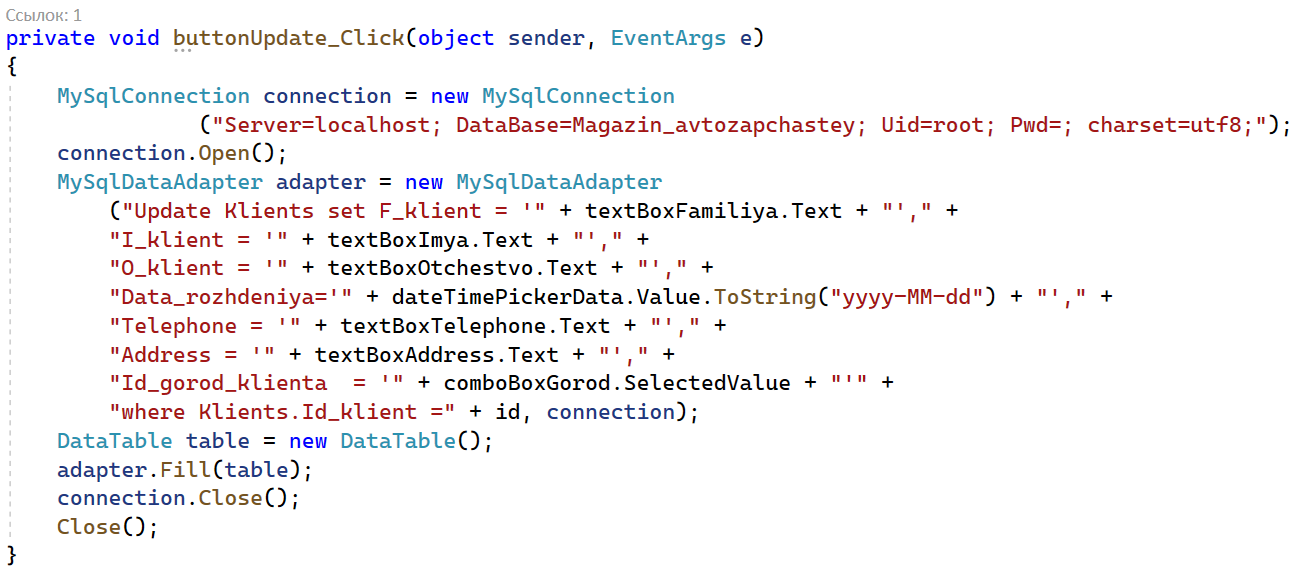 Ссылок: 1
private void buttonUpdate_Click(object sender, EventArgs e)
{
    MySqlConnection connection = new MySqlConnection
               ("Server=localhost; DataBase=Magazin_avtozapchastey; Uid=root; Pwd=; charset=utf8;");
    connection.Open();
    MySqlDataAdapter adapter = new MySqlDataAdapter
        ("Update Klients set F_klient = '" + textBoxFamiliya.Text + "'," +
        "I_klient = '" + textBoxImya.Text + "'," +
        "O_klient = '" + textBoxOtchestvo.Text + "'," +
        "Data_rozhdeniya='" + dateTimePickerData.Value.ToString("yyyy-MM-dd") + "'," +
        "Telephone = '" + textBoxTelephone.Text + "'," +
        "Address = '" + textBoxAddress.Text + "'," +
        "Id_gorod_klienta  = '" + comboBoxGorod.SelectedValue + "'" +
        "where Klients.Id_klient =" + id, connection);
    DataTable table = new DataTable();
    adapter.Fill(table);
    connection.Close();
    Close();
}